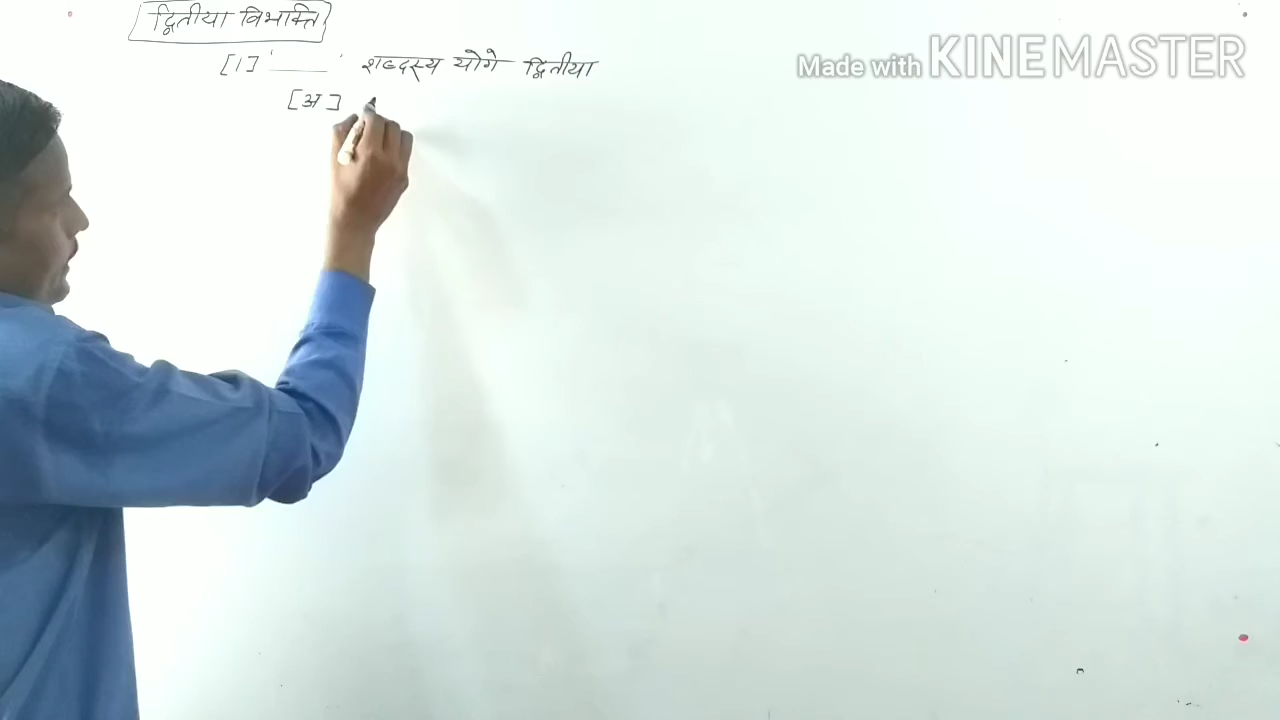 द्वितीया विभक्ति
[1] '______' शब्दस्य योगे द्वितीया
[अ]
Made with KINEMASTER